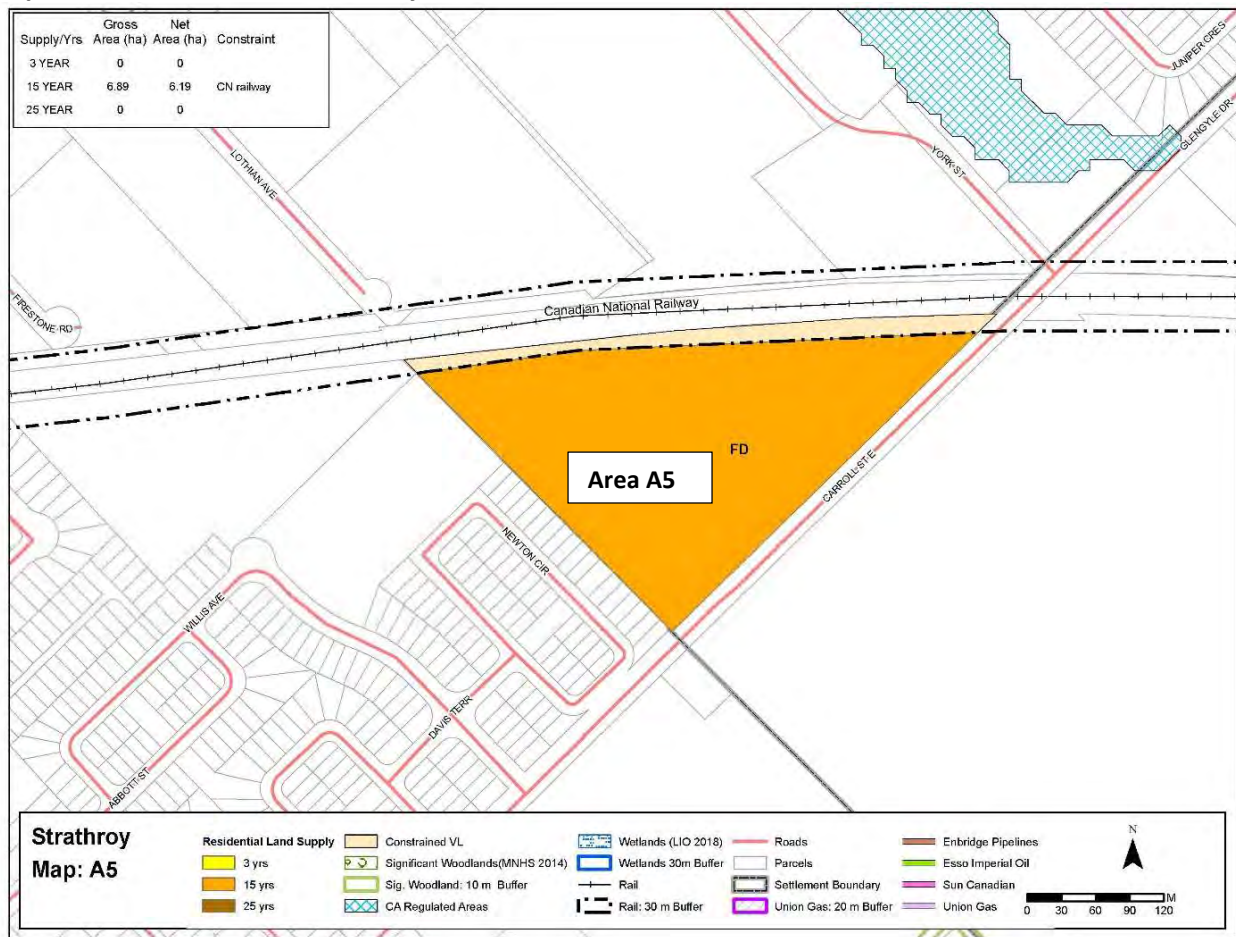 Gross Net
Supply/Yrs Area (ha) Area (ha) Constraint
3 YEAR 0 0
15 YEAR 6.89 6.19 CN railway
25 YEAR 0 0
JUNIPER CRES
GLENGYLE DR
YORK ST
LOTHIAN AVE
FIRESTONE RD
Canadian National Railway
FD
Area A5
CARROLL ST E
NEWTON CIR
WILLIS AVE
DAVIS TERR
ABBOTT ST
Strathroy
Map: A5
Residential Land Supply
3 yrs
15 yrs
25 yrs
Constrained VL
Significant Woodlands(MNHS 2014)
Sig. Woodland: 10 m Buffer
CA Regulated Areas
Wetlands (LIO 2018)
Wetlands 30m Buffer
Rail
Rail: 30 m Buffer
Roads
Parcels
Settlement Boundary
Union Gas: 20 m Buffer
Enbridge Pipelines
Esso Imperial Oil
Sun Canadian
Union Gas
N
M
0 30 60 90 120